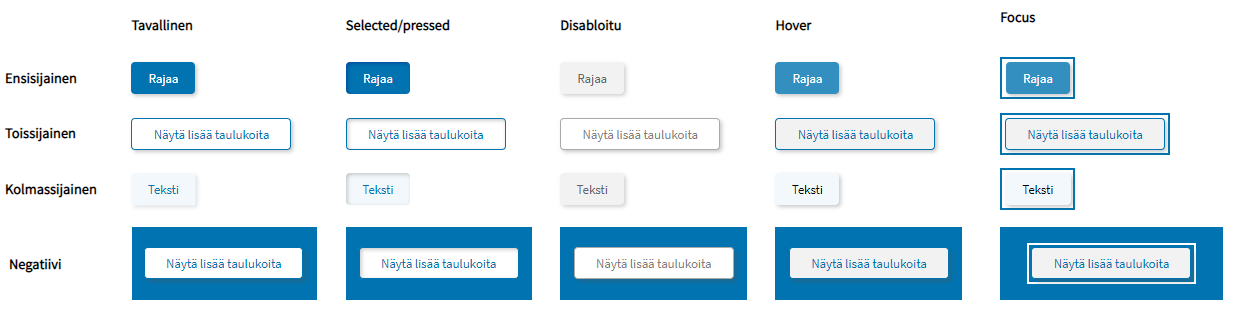 Tavallinen Selected/pressed Disabloitu Hover Focus
Ensisijainen Rajaa Rajaa Rajaa Rajaa Rajaa
Toissijainen Näytä lisää taulukoita Näytä lisää taulukoita Näytä lisää taulukoita Näytä lisää taulukoita Näytä lisää taulukoita
Kolmassijainen Teksti Teksti Teksti Teksti Teksti
Negatiivi Näytä lisää taulukoita Näytä lisää taulukoita Näytä lisää taulukoita Näytä lisää taulukoita Näytä lisää taulukoita